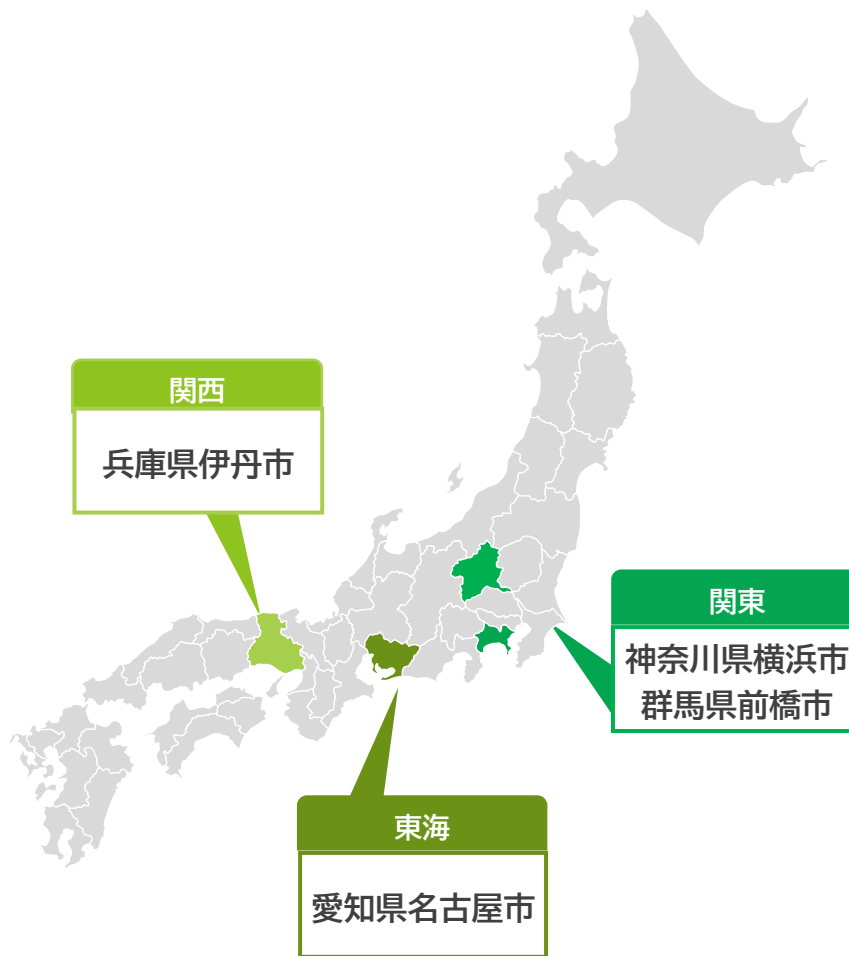 関西
兵庫県伊丹市
関東
神奈川県横浜市
群馬県前橋市
東海
愛知県名古屋市